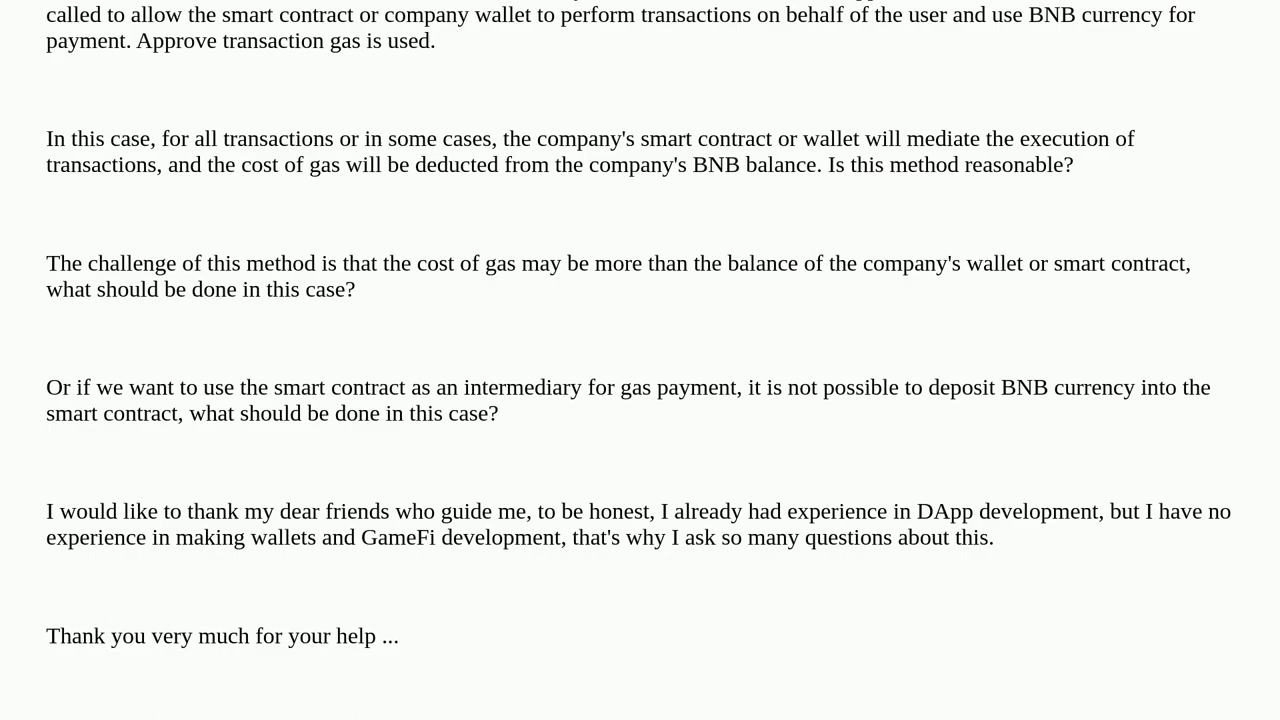 called to allow the smart contract or company wallet to perform transactions on behalf of the user and use BNB currency for
payment. Approve transaction gas is used.
In this case, for all transactions or in some cases, the company's smart contract or wallet will mediate the execution of
transactions, and the cost of gas will be deducted from the company's BNB balance. Is this method reasonable?
The challenge of this method is that the cost of gas may be more than the balance of the company's wallet or smart contract,
what should be done in this case?
Or if we want to use the smart contract as an intermediary for gas payment, it is not possible to deposit BNB currency into the
smart contract, what should be done in this case?
I would like to thank my dear friends who guide me, to be honest, I already had experience in DApp development, but I have no
experience in making wallets and GameFi development, that's why I ask so many questions about this.
Thank you very much for your help ...